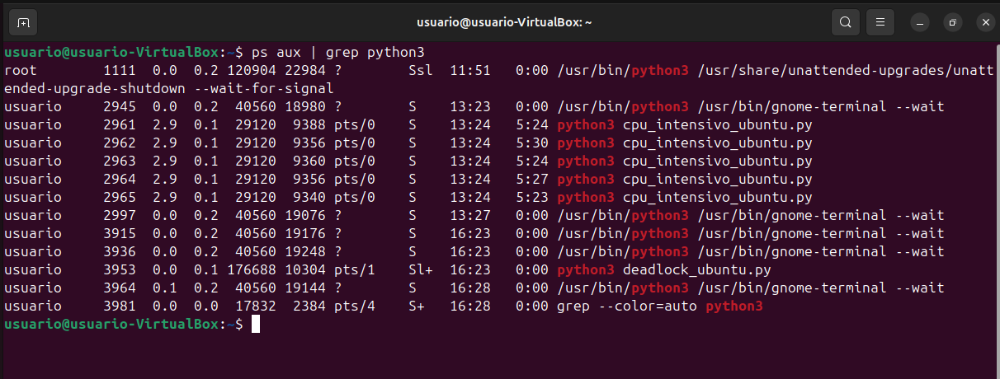 usuario@usuario-VirtualBox: ~
usuario@usuario-VirtualBox:~$ ps aux | grep python3
root        1111  0.0  0.2 120904 22984 ?        Ssl  11:51   0:00 /usr/bin/python3 /usr/share/unattended-upgrades/unatt
ended-upgrade-shutdown --wait-for-signal
usuario     2945  0.0  0.2  40560 18980 ?        S    13:23   0:00 /usr/bin/python3 /usr/bin/gnome-terminal --wait
usuario     2961  2.9  0.1  29120  9388 pts/0    S    13:24   5:24 python3 cpu_intensivo_ubuntu.py
usuario     2962  2.9  0.1  29120  9356 pts/0    S    13:24   5:30 python3 cpu_intensivo_ubuntu.py
usuario     2963  2.9  0.1  29120  9360 pts/0    S    13:24   5:24 python3 cpu_intensivo_ubuntu.py
usuario     2964  2.9  0.1  29120  9356 pts/0    S    13:24   5:27 python3 cpu_intensivo_ubuntu.py
usuario     2965  2.9  0.1  29120  9340 pts/0    S    13:24   5:23 python3 cpu_intensivo_ubuntu.py
usuario     2997  0.0  0.2  40560 19076 ?        S    13:27   0:00 /usr/bin/python3 /usr/bin/gnome-terminal --wait
usuario     3915  0.0  0.2  40560 19176 ?        S    16:23   0:00 /usr/bin/python3 /usr/bin/gnome-terminal --wait
usuario     3936  0.0  0.2  40560 19248 ?        S    16:23   0:00 /usr/bin/python3 /usr/bin/gnome-terminal --wait
usuario     3953  0.0  0.1 176688 10304 pts/1    Sl+  16:23   0:00 python3 deadlock_ubuntu.py
usuario     3964  0.1  0.2  40560 19144 ?        S    16:28   0:00 /usr/bin/python3 /usr/bin/gnome-terminal --wait
usuario     3981  0.0  0.0  17832  2384 pts/4    S+   16:28   0:00 grep --color=auto python3
usuario@usuario-VirtualBox:~$